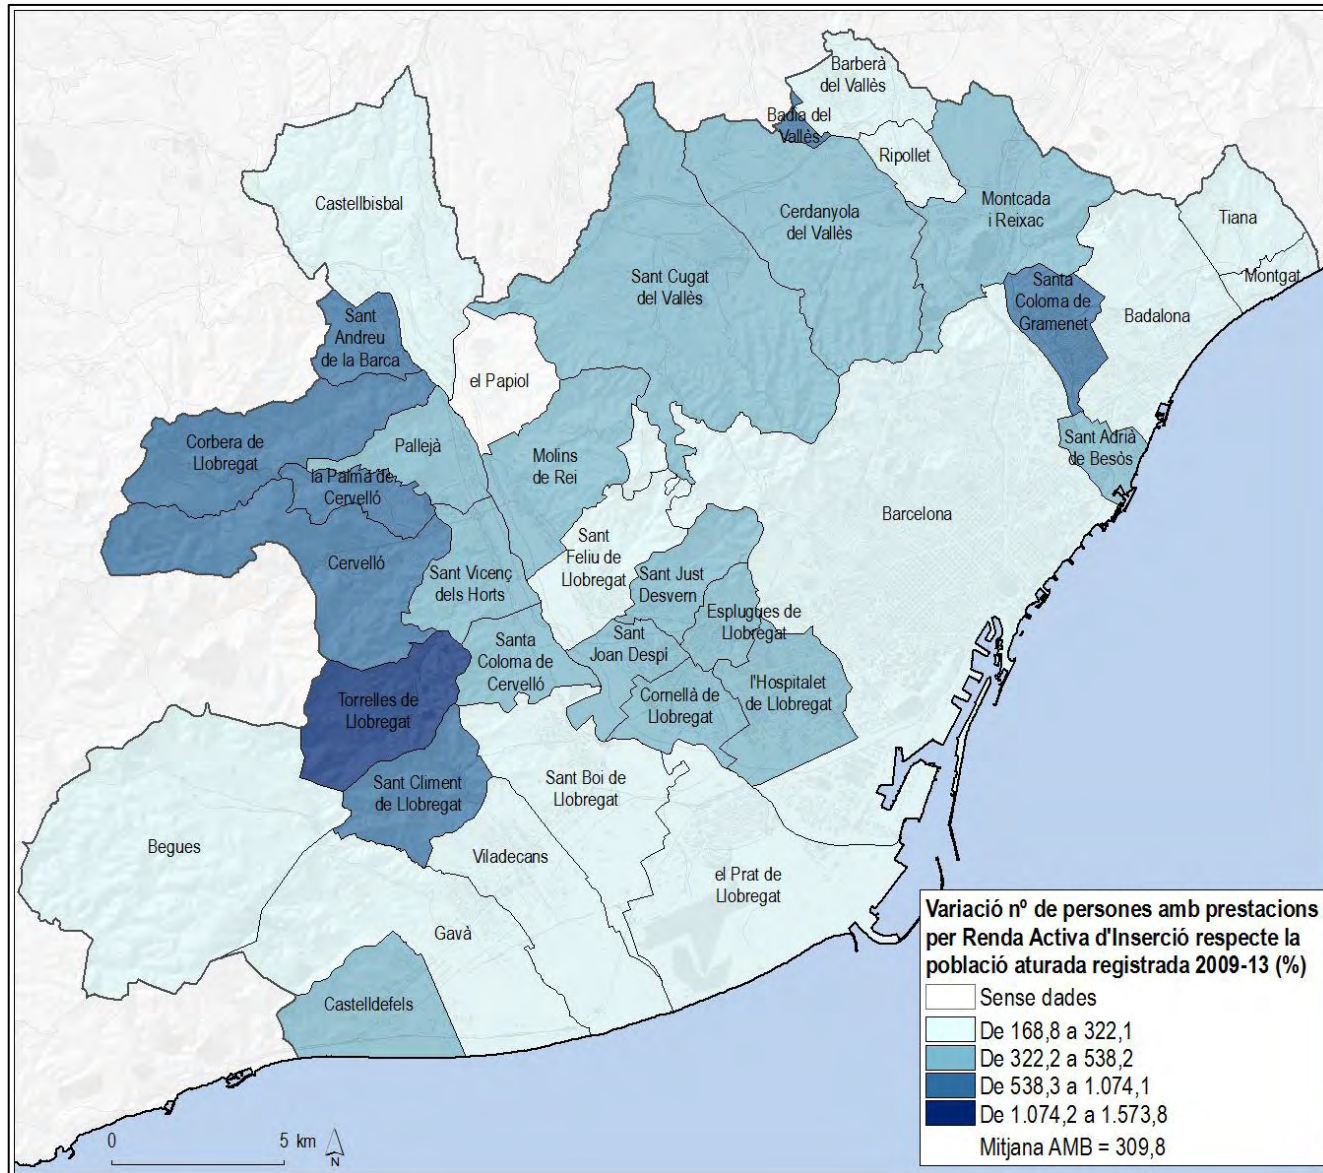 Barberà
del Vallès
Badia del
Vallès
Ripollet
Castellbisbal
Cerdanyola
del Vallès
Montcada
i Reixac
Tiana
Montgat
Sant Cugat
del Vallès
Santa
Coloma de
Gramenet
Badalona
Sant
Andreu
de la Barca
el Papiol
Corbera de
Llobregat
Pallejà
Molins
de Rei
Sant Adrià
de Besòs
la Palma de
Cervelló
Barcelona
Cervelló
Sant
Feliu de
Llobregat
Sant Vicenç
dels Horts
Sant Just
Desvern
Esplugues de
Llobregat
Santa
Coloma de
Cervelló
Sant
Joan Despí
Torrelles de
Llobregat
Cornellà de
Llobregat
l'Hospitalet
de Llobregat
Sant Climent
de Llobregat
Sant Boi de
Llobregat
Begues
Viladecans
el Prat de
Llobregat
Gavà
Castelldefels
Variació nº de persones amb prestacions
per Renda Activa d'Inserció respecte la
població aturada registrada 2009-13 (%)
Sense dades
De 168,8 a 322,1
De 322,2 a 538,2
De 538,3 a 1.074,1
De 1.074,2 a 1.573,8
Mitjana AMB = 309,8
0 5 km
N